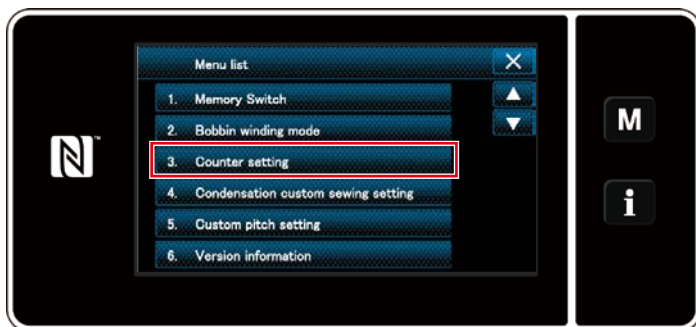 Menu list
1. Memory Switch
2. Bobbin winding mode
3. Counter setting
4. Condensation custom sewing setting
5. Custom pitch setting
6. Version information
M
i